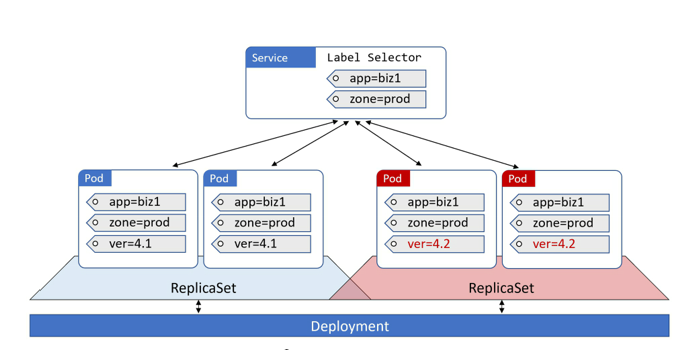 Service
Label Selector
app=biz1
zone=prod
Pod
app=biz1
zone=prod
ver=4.1
Pod
app=biz1
zone=prod
ver=4.1
Pod
app=biz1
zone=prod
ver=4.2
Pod
app=biz1
zone=prod
ver=4.2
ReplicaSet
ReplicaSet
Deployment